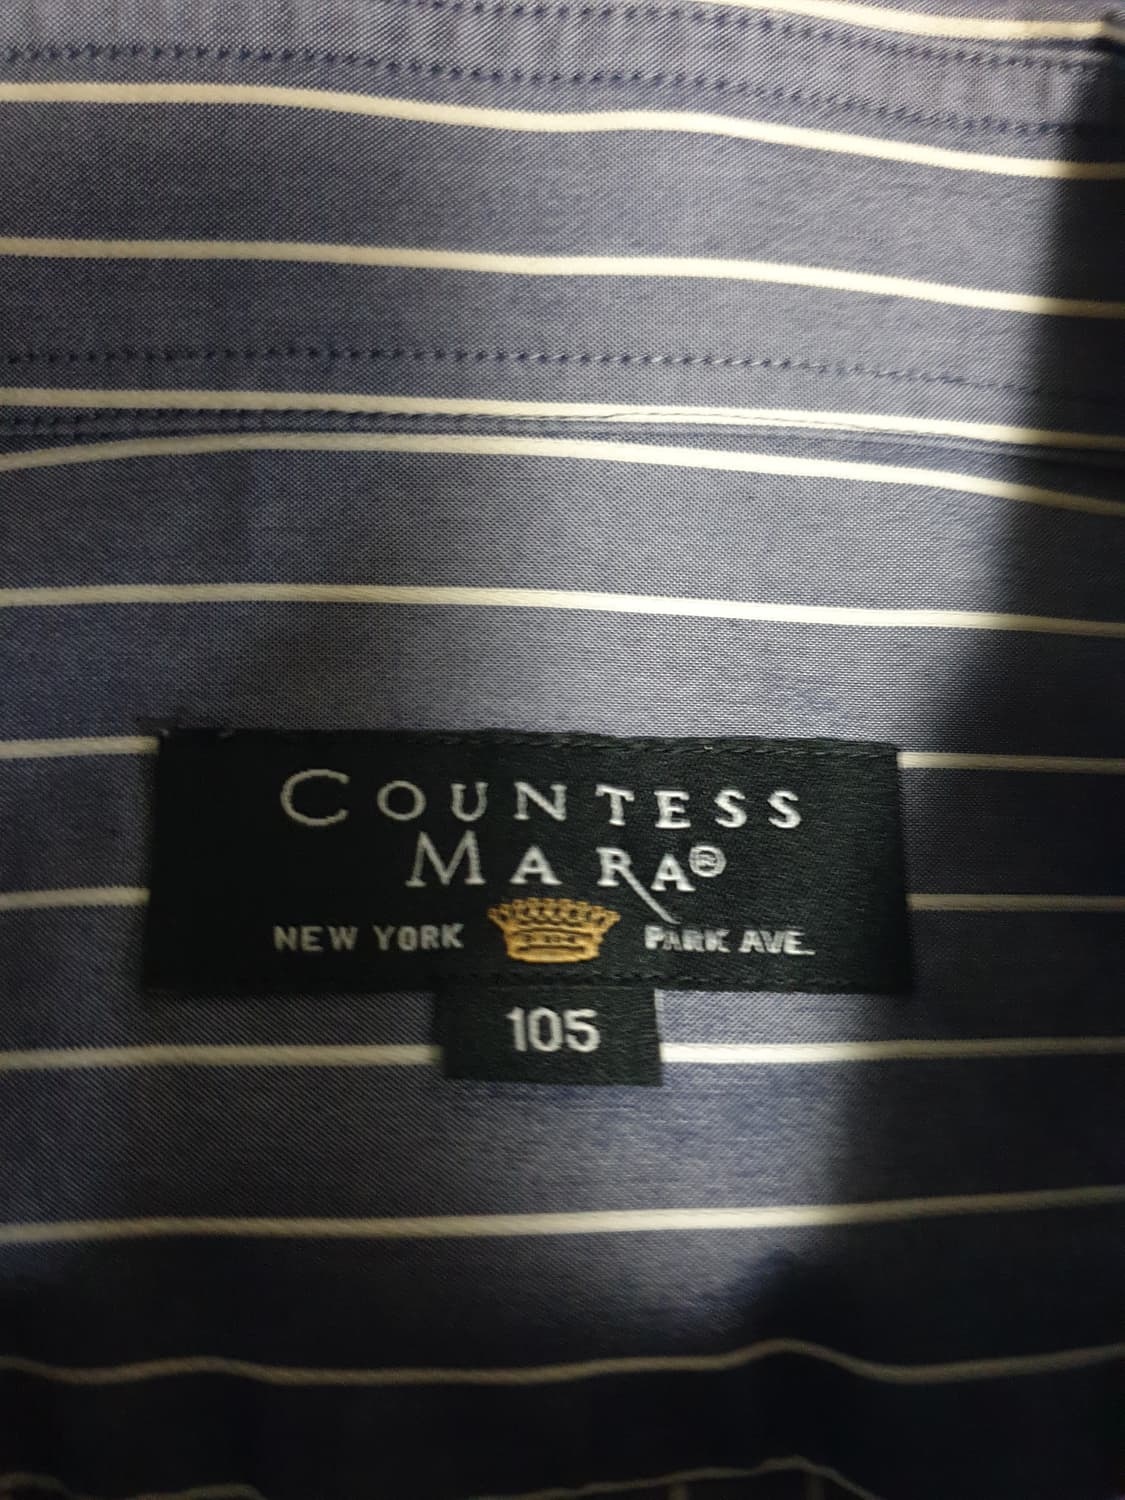 COUNTESS
MARA®
NEW YORK PARK AVE.
105